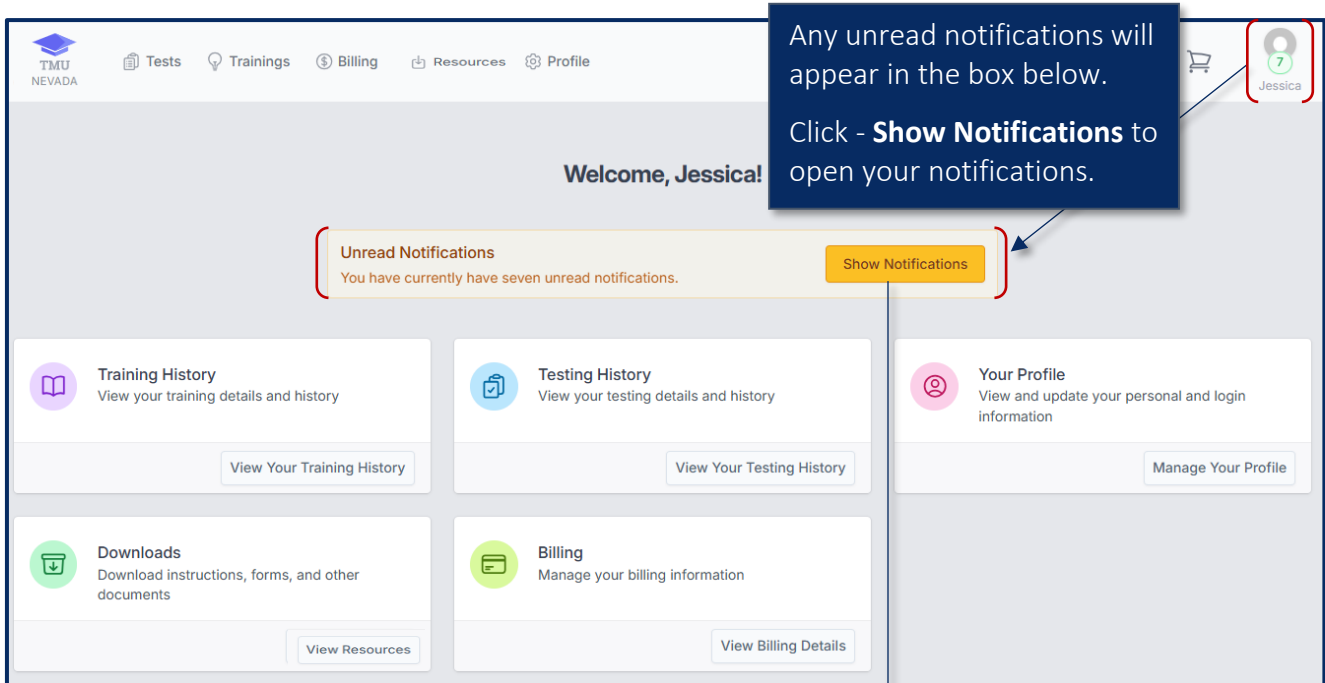 TMU
NEVADA
Tests
Trainings
Billing
Resources
Profile
7
Jessica
Any unread notifications will
appear in the box below.
Click - Show Notifications to
open your notifications.
Welcome, Jessica!
Unread Notifications
You have currently have seven unread notifications.
Show Notifications
Training History
View your training details and history
View Your Training History
Testing History
View your testing details and history
View Your Testing History
Your Profile
View and update your personal and login
information
Manage Your Profile
Downloads
Download instructions, forms, and other
documents
View Resources
Billing
Manage your billing information
View Billing Details